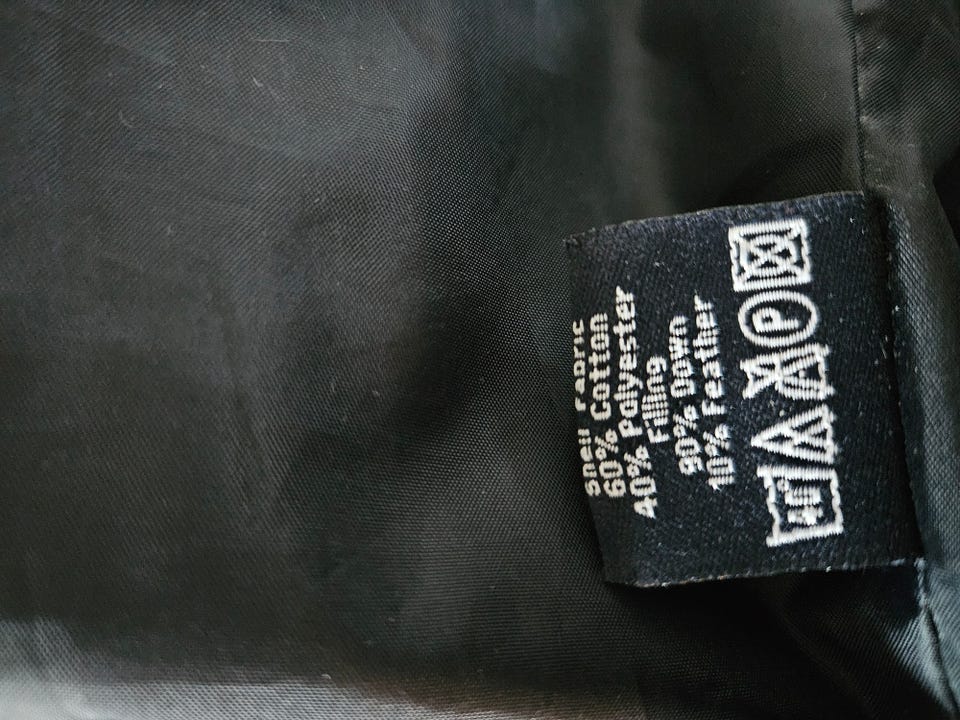 Shell Fabric
60% Cotton
40% Polyester
Filling
90% Down
10% Feather
P